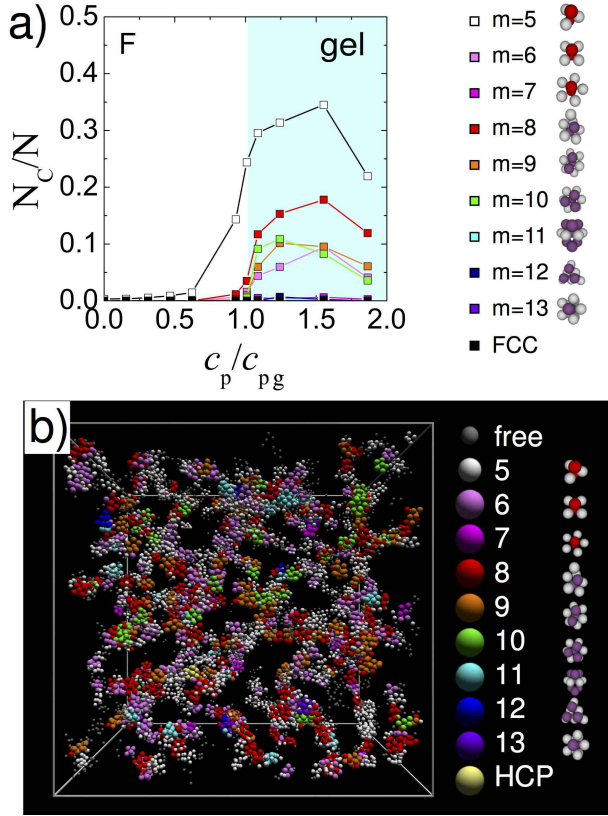 a)
F
gel
N_C/N
0.5
0.4
0.3
0.2
0.1
0.0
0.0
0.5
1.0
1.5
2.0
c_p/c_pg
m=5
m=6
m=7
m=8
m=9
m=10
m=11
m=12
m=13
FCC
b)
free
5
6
7
8
9
10
11
12
13
HCP